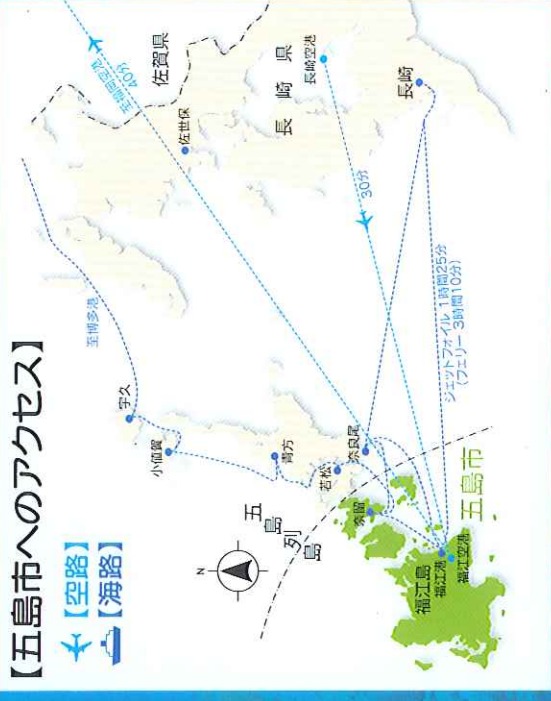 【五島市へのアクセス】
【空路】
【海路】
N
至福岡空港
40分
佐賀県
佐世保
長崎県
長崎空港
長崎
30分
至博多港
宇久
小値賀
青方
若松
奈良尾
奈留
五島列島
ジェットフォイル 1時間25分
(フェリー 3時間10分)
福江島
福江港
福江空港
五島市